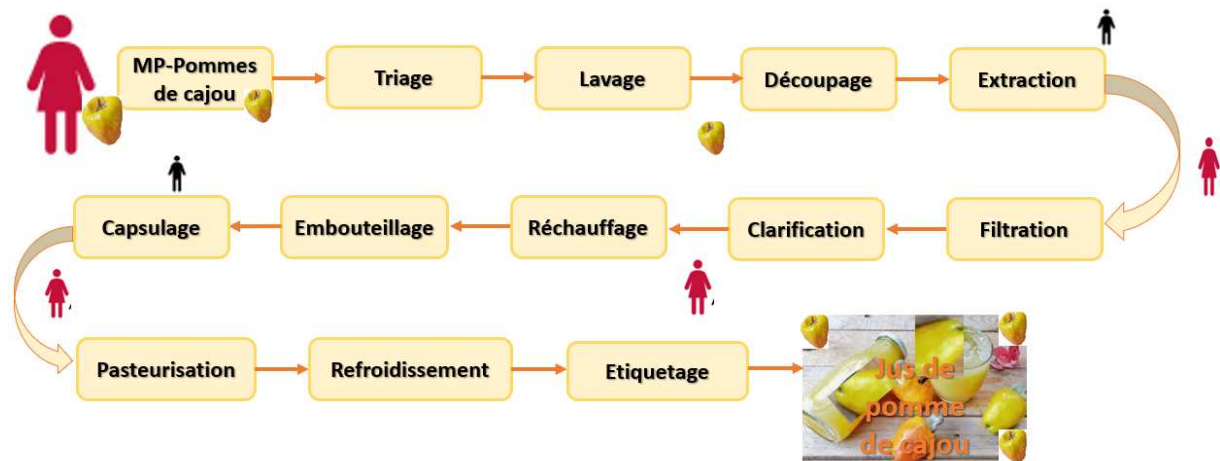 MP-Pommes
de cajou
Triage
Lavage
Découpage
Extraction
Filtration
Clarification
Réchauffage
Embouteillage
Capsulage
Pasteurisation
Refroidissement
Etiquetage
Jus de
pomme
de cajou